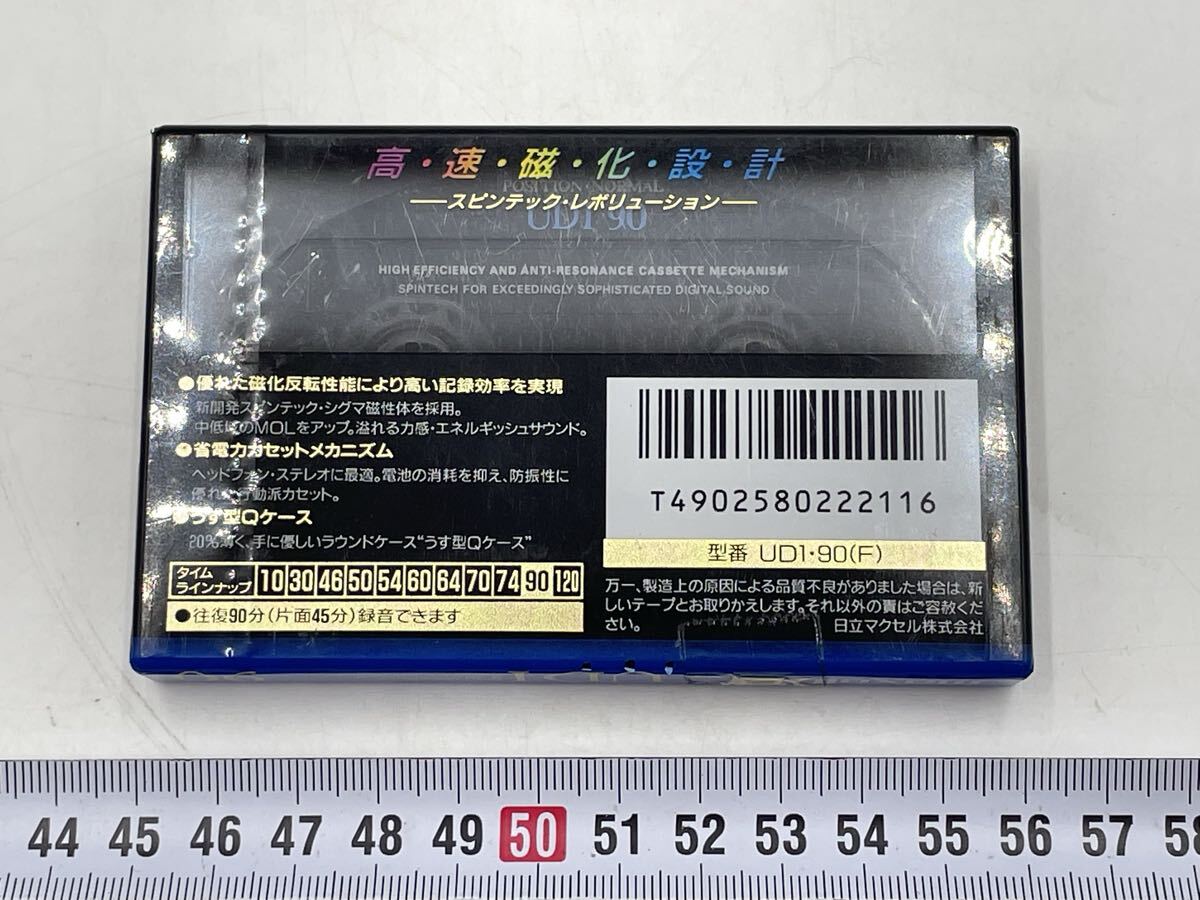 高・速・磁・化・設・計
POSITION・NORMAL
スピンテック・レボリューション
UD1 90
HIGH EFFICIENCY AND ANTI-RESONANCE CASSETTE MECHANISM
SPINTECH FOR EXCEEDINGLY SOPHISTICATED DIGITAL SOUND
●優れた磁化反転性能により高い記録効率を実現
新開発スピンテック・シグマ磁性体を採用。
中低域のMOLをアップ。溢れる力感・エネルギッシュサウンド。
●省電力カセットメカニズム
ヘッドフォン・ステレオに最適。電池の消耗を抑え、防振性に
優れた行動派カセット。
●うす型Qケース
20%薄く、手に優しいラウンドケース“うす型Qケース”
タイム
ラインナップ 10 30 46 50 54 60 64 70 74 90 120
●往復90分(片面45分)録音できます
T4902580222116
型番 UD1・90(F)
万一、製造上の原因による品質不良がありました場合は、新
しいテープとお取りかえします。それ以外の責はご容赦くだ
さい。 日立マクセル株式会社
44 45 46 47 48 49 50 51 52 53 54 55 56 57 58